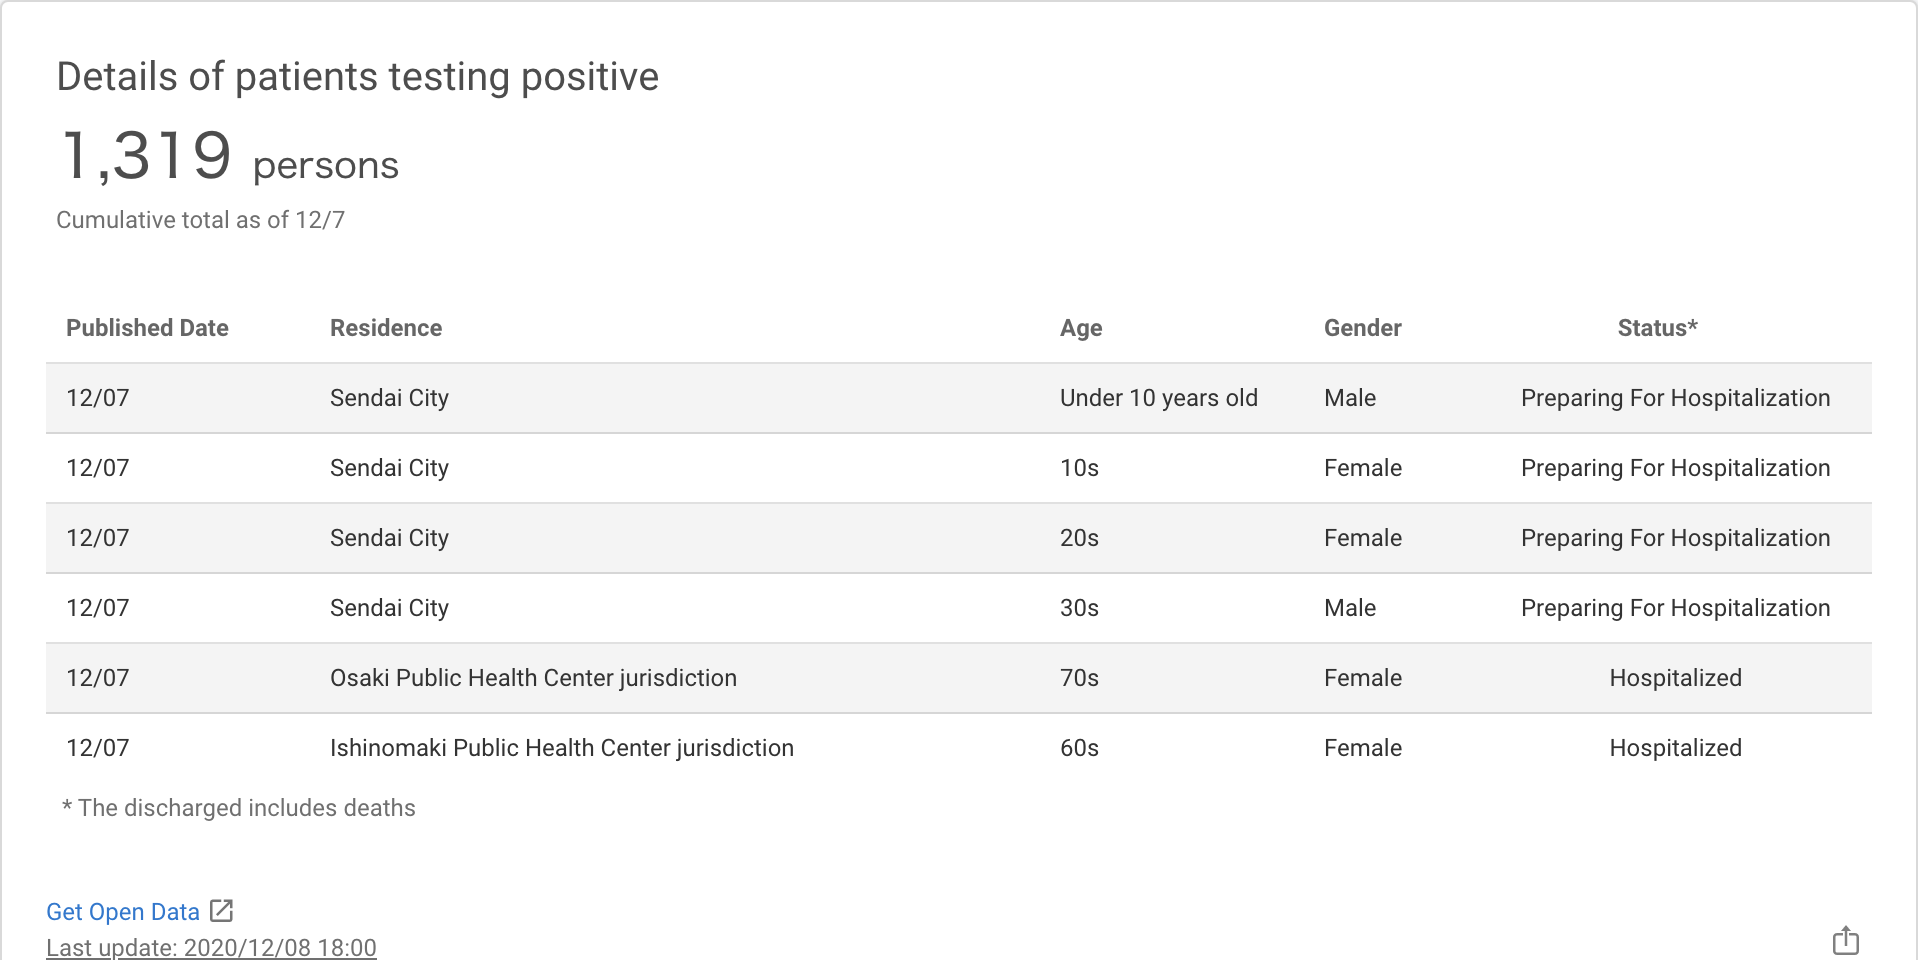 Details of patients testing positive
1,319 persons
Cumulative total as of 12/7
Published Date Residence Age Gender Status*
12/07 Sendai City Under 10 years old Male Preparing For Hospitalization
12/07 Sendai City 10s Female Preparing For Hospitalization
12/07 Sendai City 20s Female Preparing For Hospitalization
12/07 Sendai City 30s Male Preparing For Hospitalization
12/07 Osaki Public Health Center jurisdiction 70s Female Hospitalized
12/07 Ishinomaki Public Health Center jurisdiction 60s Female Hospitalized
* The discharged includes deaths
Get Open Data
Last update: 2020/12/08 18:00